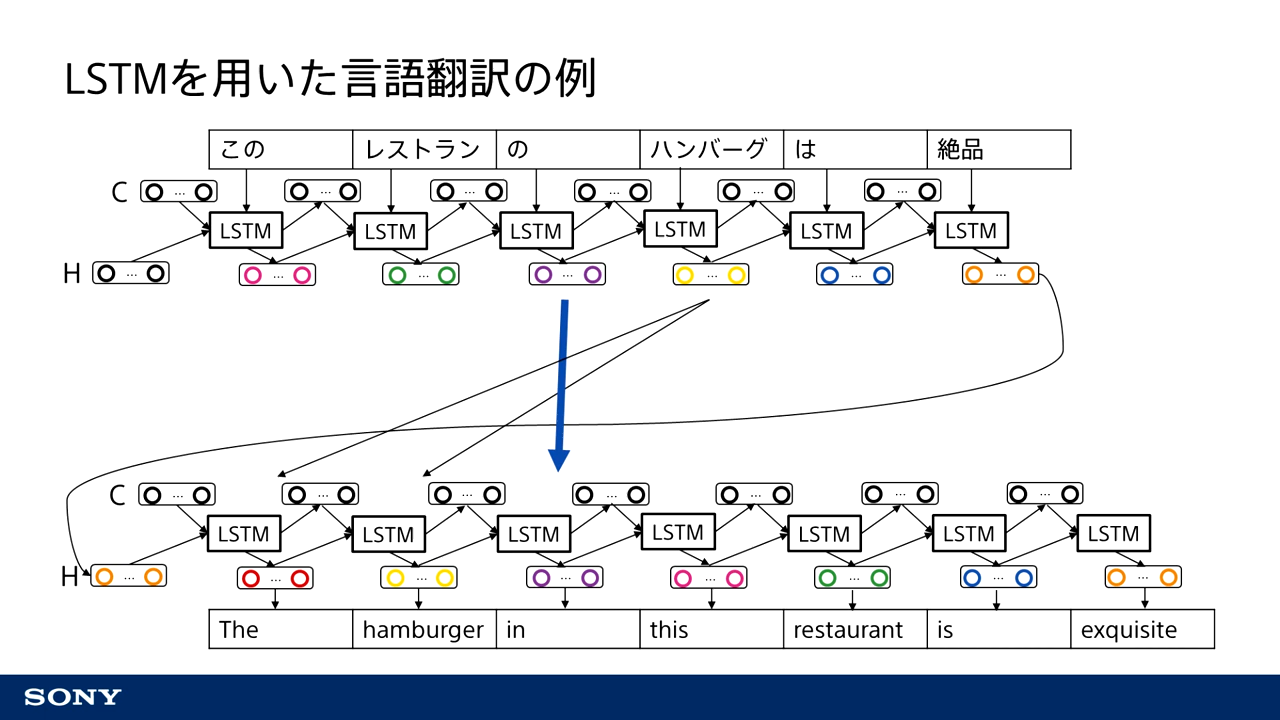 LSTMを用いた言語翻訳の例
この レストラン の ハンバーグ は 絶品
C ... ... ... ... ... ...
LSTM LSTM LSTM LSTM LSTM LSTM
H ... ... ... ... ... ... ...
C ... ... ... ... ... ... ...
LSTM LSTM LSTM LSTM LSTM LSTM LSTM
H ... ... ... ... ... ... ... ...
The hamburger in this restaurant is exquisite
SONY